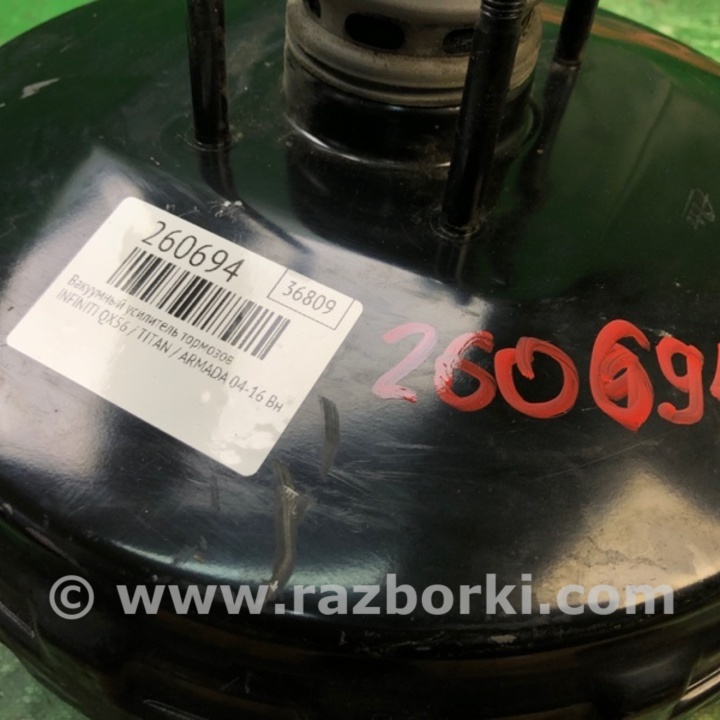 260694
36809
Вакуумный усилитель тормозов
INFINITI QX56 / TITAN / ARMADA 04-16 Вн
260694
© www.razborki.com